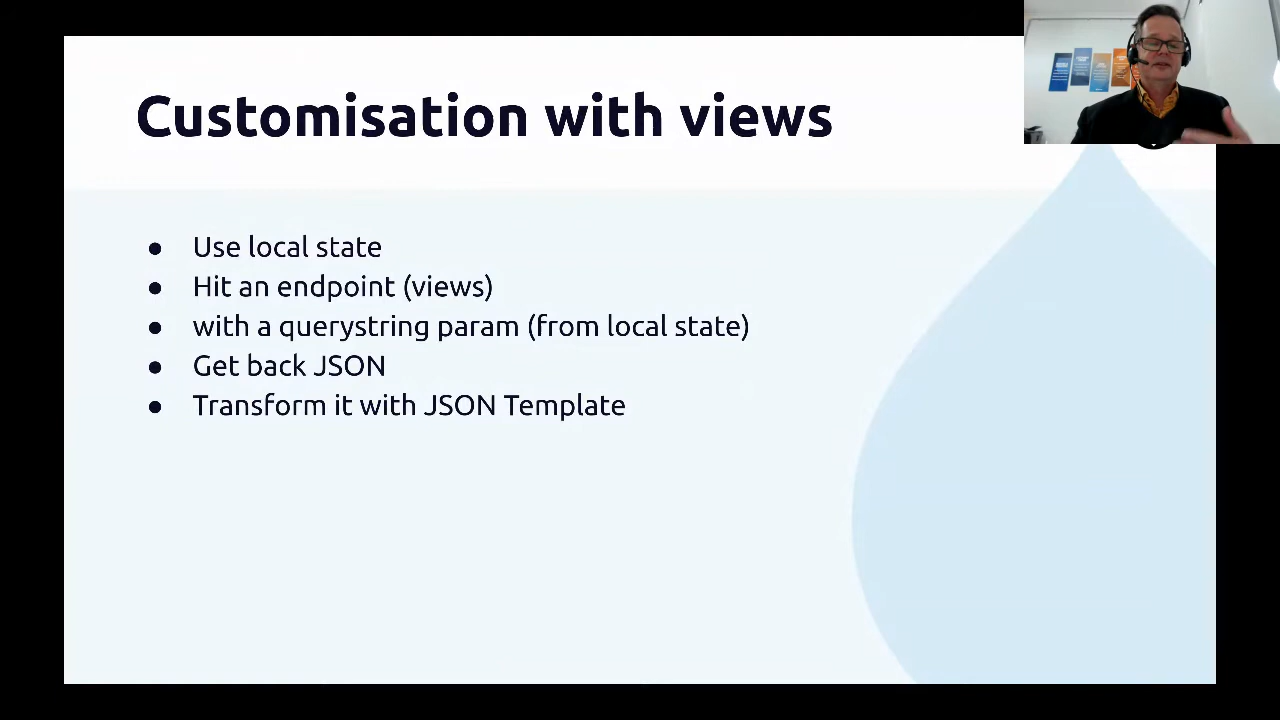 Customisation with views
● Use local state
● Hit an endpoint (views)
● with a querystring param (from local state)
● Get back JSON
● Transform it with JSON Template